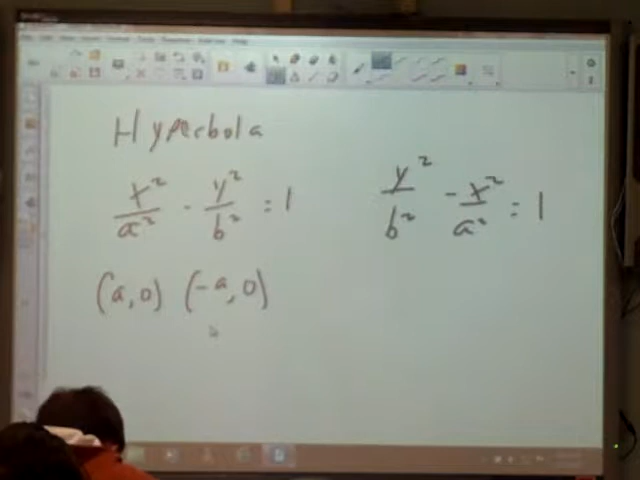 Hyperbola
x²/a² - y²/b² = 1
y²/b² - x²/a² = 1
(a,0) (-a,0)